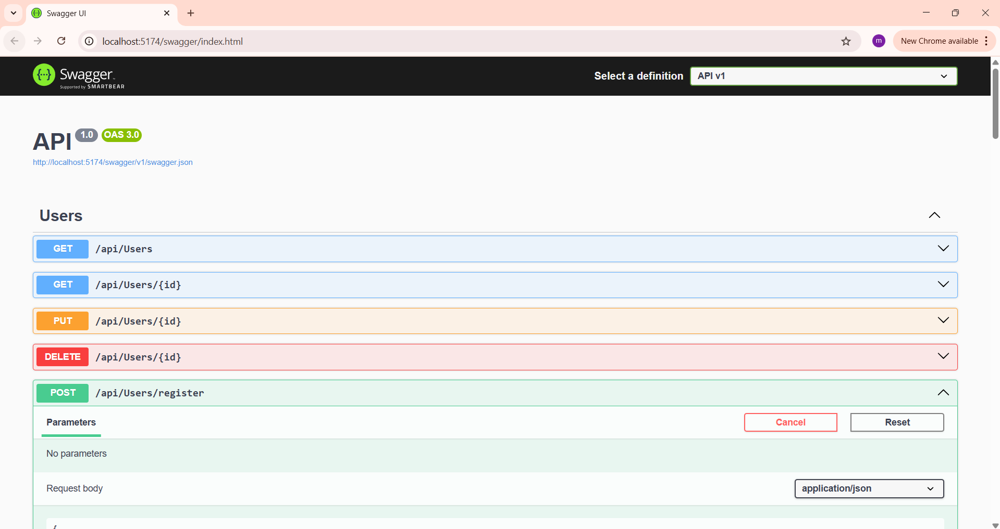 Swagger UI
localhost:5174/swagger/index.html
m
New Chrome available
Swagger
Supported by SMARTBEAR
Select a definition
API v1
API 1.0 OAS 3.0
http://localhost:5174/swagger/v1/swagger.json
Users
GET /api/Users
GET /api/Users/{id}
PUT /api/Users/{id}
DELETE /api/Users/{id}
POST /api/Users/register
Parameters
Cancel
Reset
No parameters
Request body
application/json
{